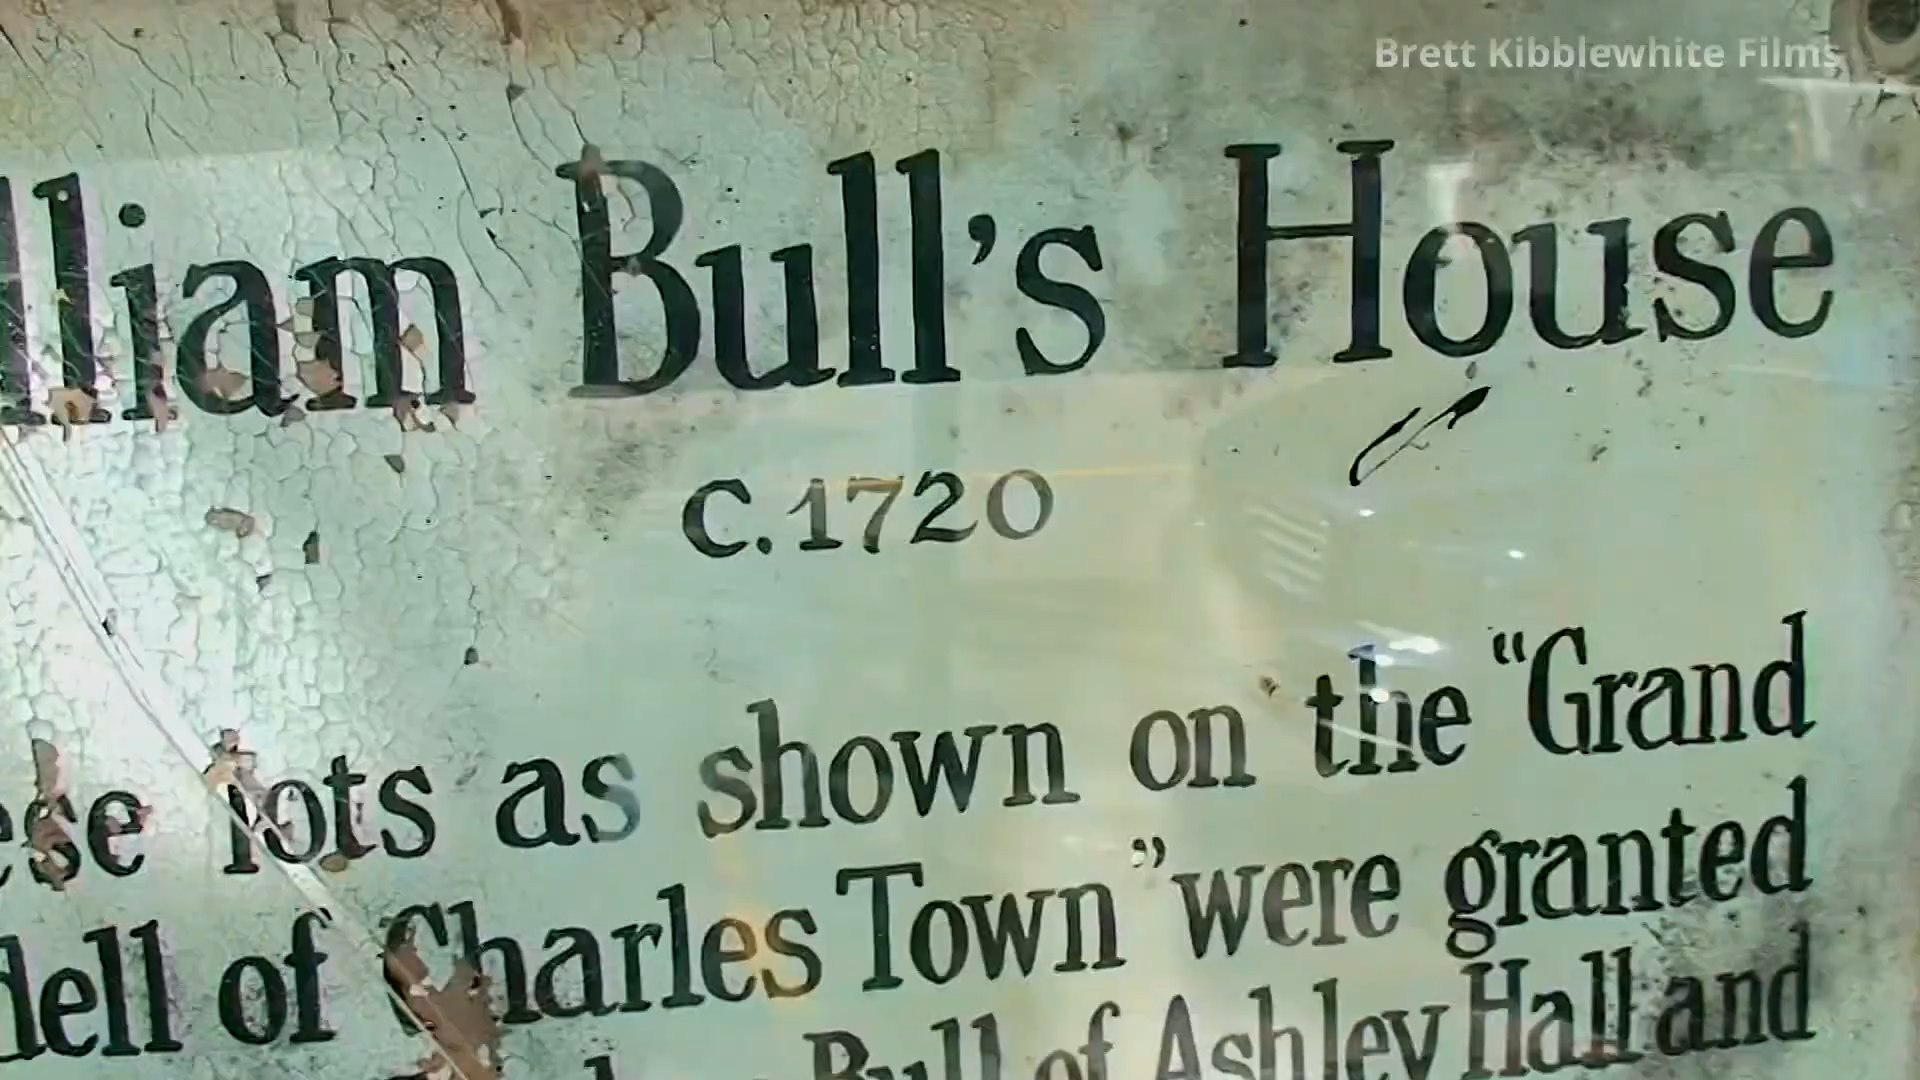 Brett Kibblewhite Films
lliam Bull's House
C.1720
ese lots as shown on the "Grand
dell of Charles Town" were granted
Bull of Ashley Hall and